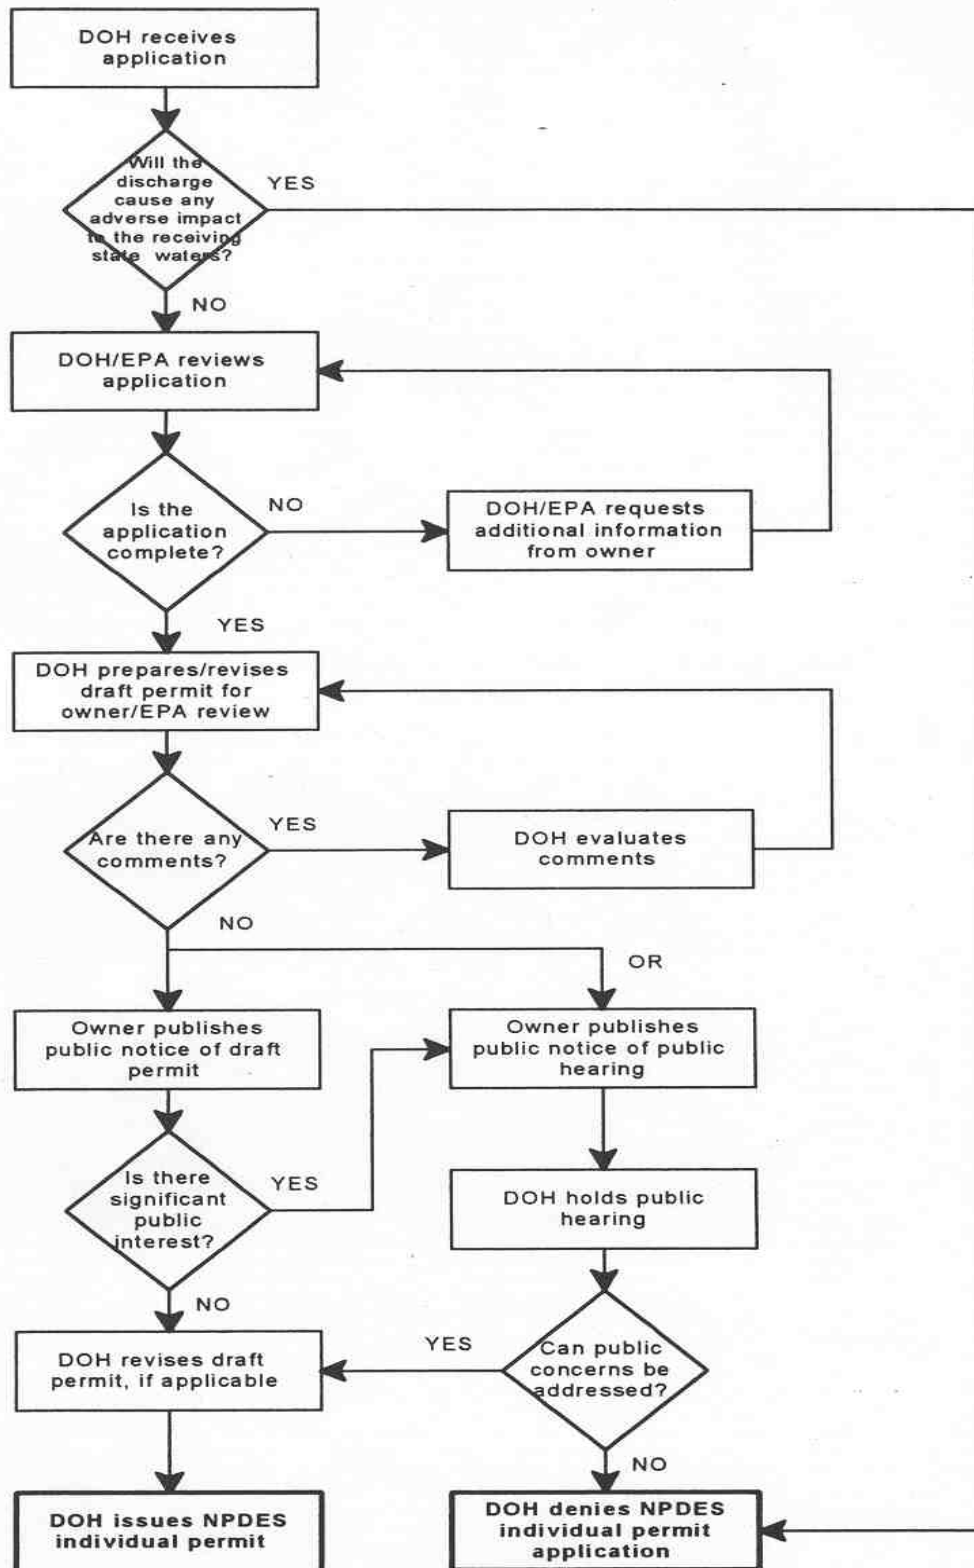 DOH receives
application
Will the
discharge
cause any
adverse impact
to the receiving
state waters?
YES
NO
DOH/EPA reviews
application
Is the
application
complete?
NO
DOH/EPA requests
additional information
from owner
YES
DOH prepares/revises
draft permit for
owner/EPA review
Are there any
comments?
YES
DOH evaluates
comments
NO
OR
Owner publishes
public notice of draft
permit
Owner publishes
public notice of public
hearing
Is there
significant
public
interest?
YES
DOH holds public
hearing
NO
DOH revises draft
permit, if applicable
YES
Can public
concerns be
addressed?
NO
DOH issues NPDES
individual permit
DOH denies NPDES
individual permit
application